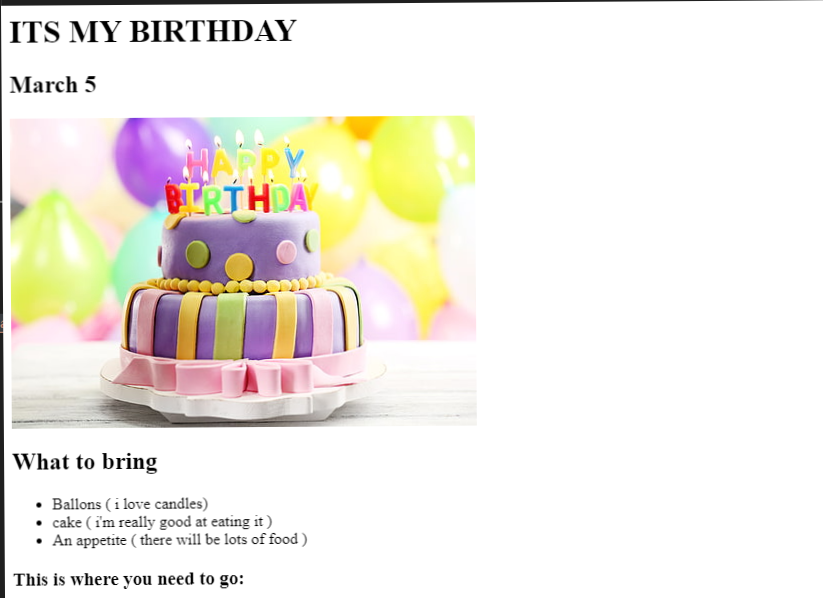 ITS MY BIRTHDAY
March 5
HAPPY
BIRTHDAY
What to bring
Ballons ( i love candles)
cake ( i'm really good at eating it )
An appetite ( there will be lots of food )
This is where you need to go: